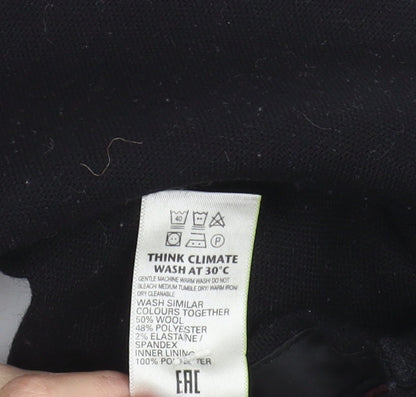 40
P
THINK CLIMATE
WASH AT 30°C
GENTLE MACHINE WARM WASH DO NOT
BLEACH MEDIUM TUMBLE DRY WARM IRON
DRY CLEANABLE
WASH SIMILAR
COLOURS TOGETHER
50% WOOL
48% POLYESTER
2% ELASTANE/
SPANDEX
INNER LINING
100% POLYESTER
EAC